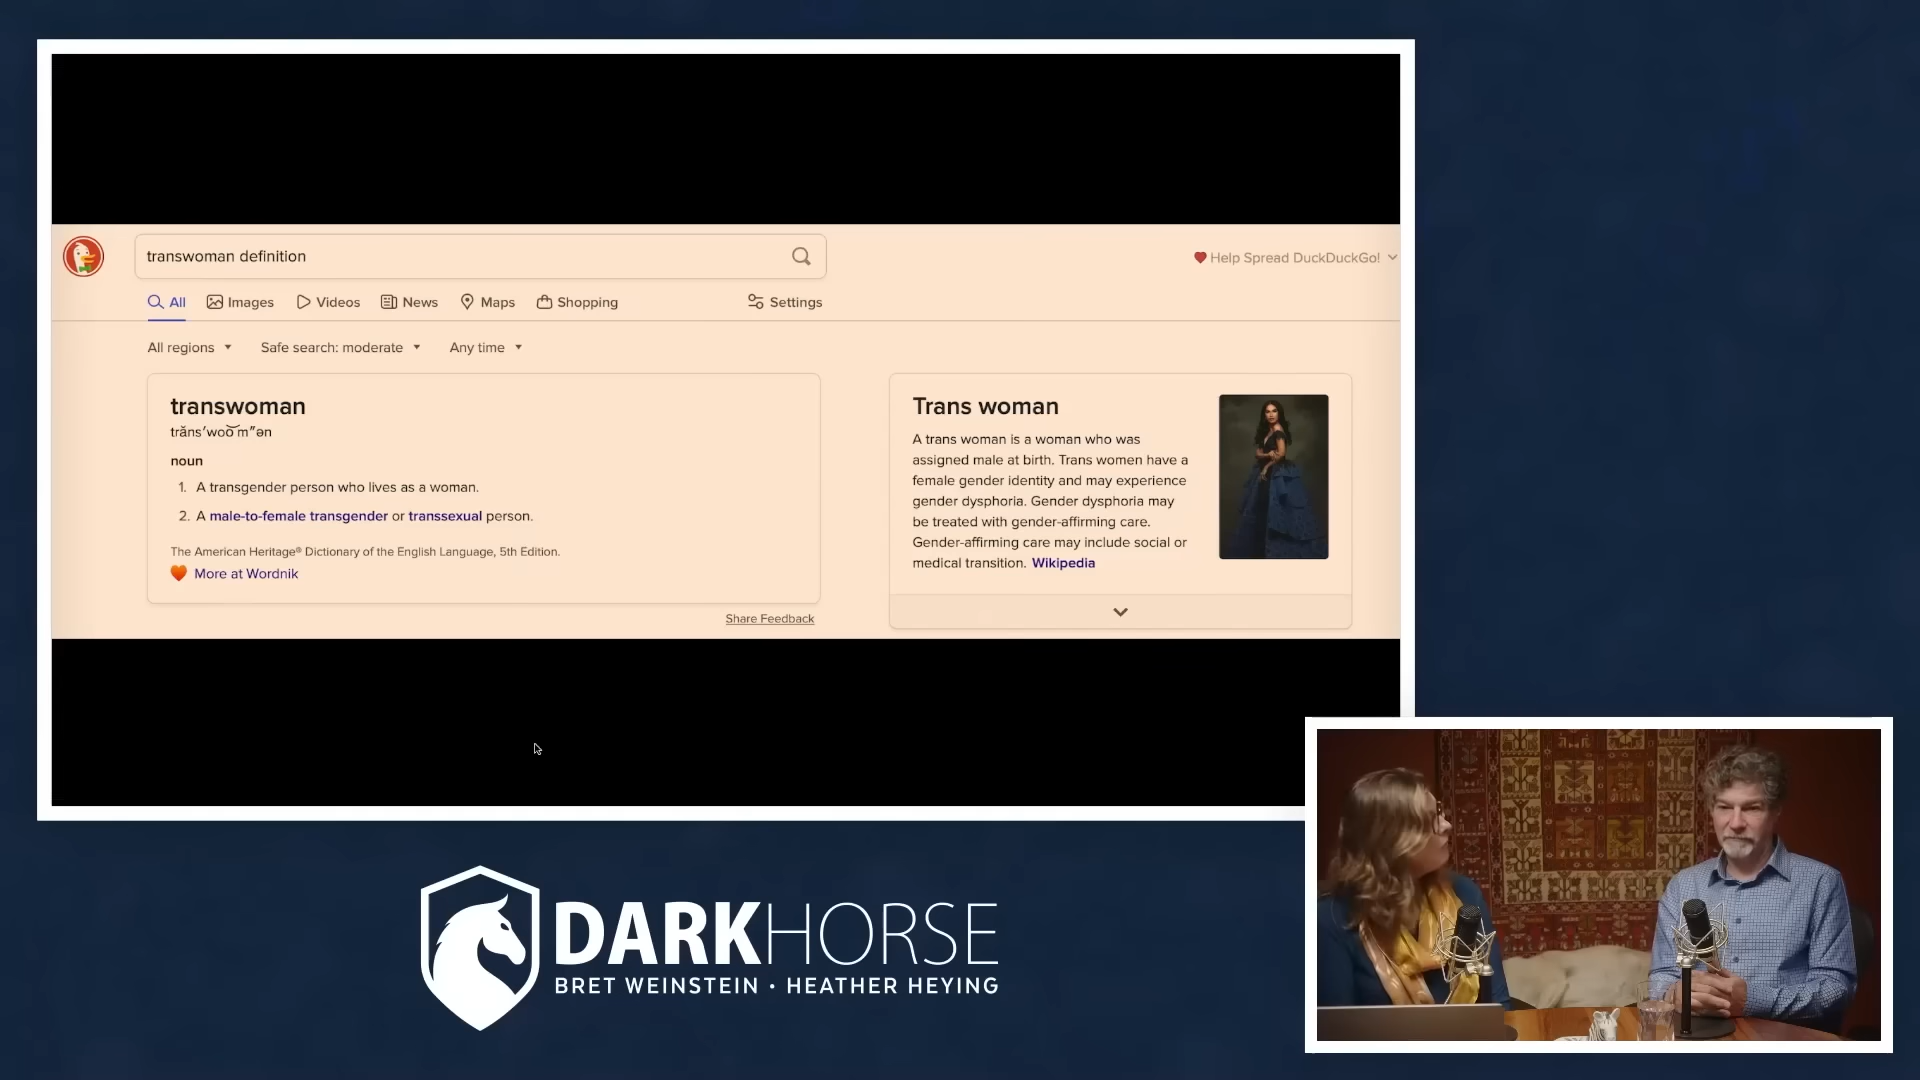 transwoman definition
Help Spread DuckDuckGo!
All
Images
Videos
News
Maps
Shopping
Settings
All regions
Safe search: moderate
Any time
transwoman
trăns′wo͝om″ən
noun
1. A transgender person who lives as a woman.
2. A male-to-female transgender or transsexual person.
The American Heritage® Dictionary of the English Language, 5th Edition.
More at Wordnik
Share Feedback
Trans woman
A trans woman is a woman who was
assigned male at birth. Trans women have a
female gender identity and may experience
gender dysphoria. Gender dysphoria may
be treated with gender-affirming care.
Gender-affirming care may include social or
medical transition. Wikipedia
DARKHORSE
BRET WEINSTEIN • HEATHER HEYING